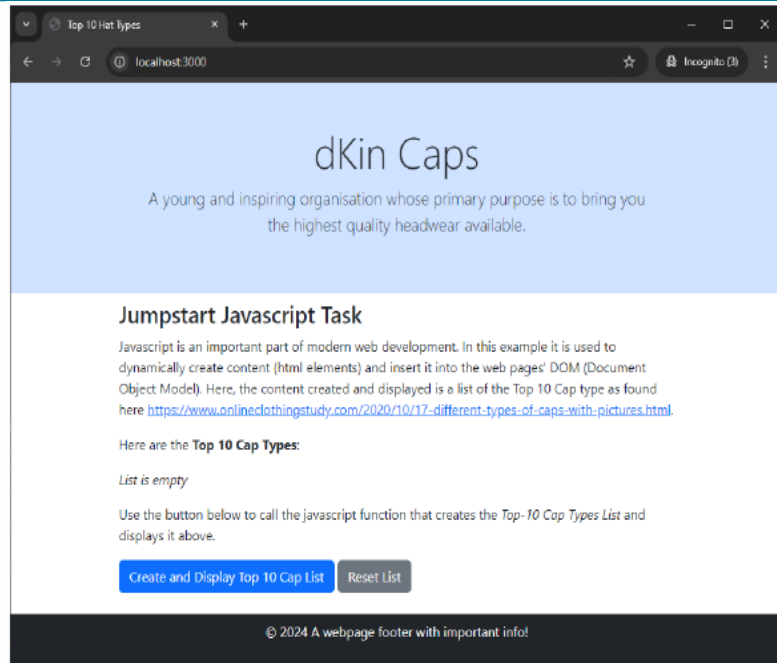 Top 10 Hat Types
localhost:3000
Incognito (3)
dKin Caps
A young and inspiring organisation whose primary purpose is to bring you
the highest quality headwear available.
Jumpstart Javascript Task
Javascript is an important part of modern web development. In this example it is used to
dynamically create content (html elements) and insert it into the web pages' DOM (Document
Object Model). Here, the content created and displayed is a list of the Top 10 Cap type as found
here https://www.onlineclothingstudy.com/2020/10/17-different-types-of-caps-with-pictures.html.
Here are the Top 10 Cap Types:
List is empty
Use the button below to call the javascript function that creates the Top-10 Cap Types List and
displays it above.
Create and Display Top 10 Cap List
Reset List
© 2024 A webpage footer with important info!